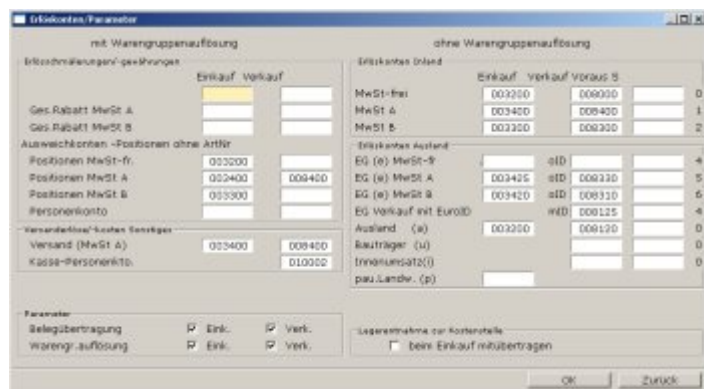 Erlöskonten/Parameter
mit Warengruppenauflösung
Erlösschmälerungen/-gewährungen
Einkauf Verkauf
Ges.Rabatt MwSt A
Ges.Rabatt MwSt B
Ausweichkonten -Positionen ohne ArtNr
Positionen MwSt-fr. 003200
Positionen MwSt A 003400 008400
Positionen MwSt B 003300
Personenkonto
Versanderlöse/-kosten Sonstiges
Versand (MwSt A) 003400 008400
Kasse-Personenkto. 010002
Parameter
Belegübertragung Eink. Verk.
Warengr.auflösung Eink. Verk.
ohne Warengruppenauflösung
Erlöskonten Inland
Einkauf Verkauf Voraus S
MwSt-frei 003200 008000 0
MwSt A 003400 008400 1
MwSt B 003300 008300 2
Erlöskonten Ausland
EG (e) MwSt-fr oID 4
EG (e) MwSt A 003425 oID 008330 5
EG (e) MwSt B 003420 oID 008310 6
EG Verkauf mit EuroID mID 008125 4
Ausland (a) 003200 008120 0
Bauträger (u) 0
Innenumsatz(i) 0
pau.Landw. (p)
Lagerentnahme zur Kostenstelle
beim Einkauf mitübertragen
OK Zurück